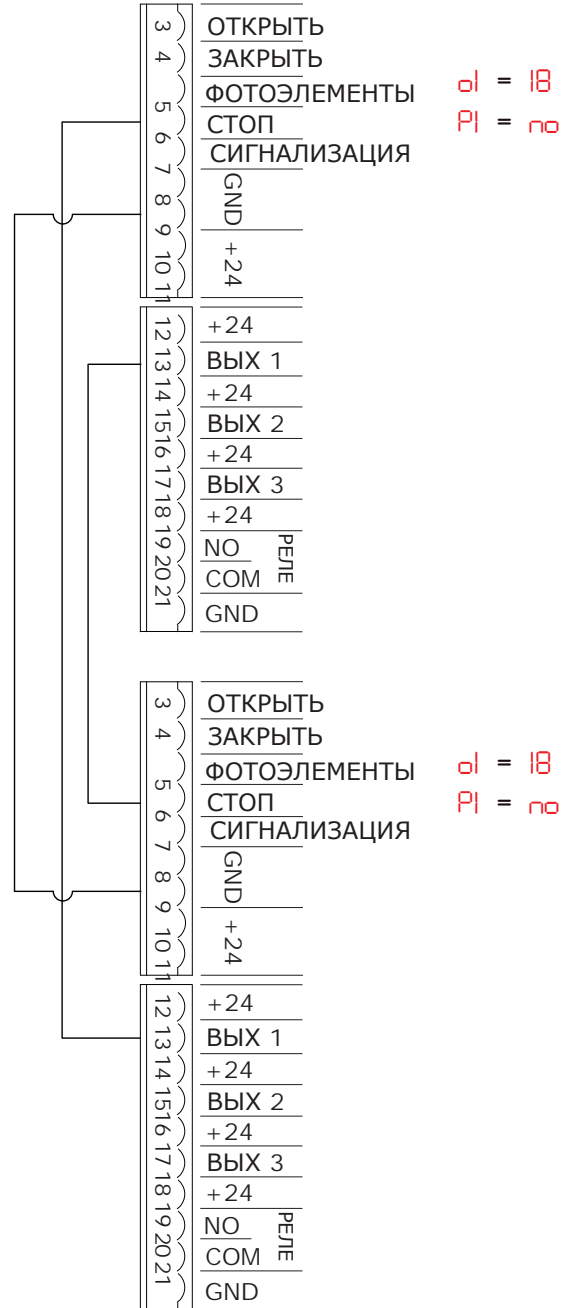 3 ОТКРЫТЬ
4 ЗАКРЫТЬ
ФОТОЭЛЕМЕНТЫ o1 = 18
5
СТОП P1 = no
6
СИГНАЛИЗАЦИЯ
7
8 GND
9
10 +24
11
12 +24
13 ВЫХ 1
14 +24
15 ВЫХ 2
16 +24
17 ВЫХ 3
18 +24
19 NO РЕЛЕ
20 COM
21 GND
3 ОТКРЫТЬ
4 ЗАКРЫТЬ
ФОТОЭЛЕМЕНТЫ o1 = 18
5
СТОП P1 = no
6
СИГНАЛИЗАЦИЯ
7
8 GND
9
10 +24
11
12 +24
13 ВЫХ 1
14 +24
15 ВЫХ 2
16 +24
17 ВЫХ 3
18 +24
19 NO РЕЛЕ
20 COM
21 GND